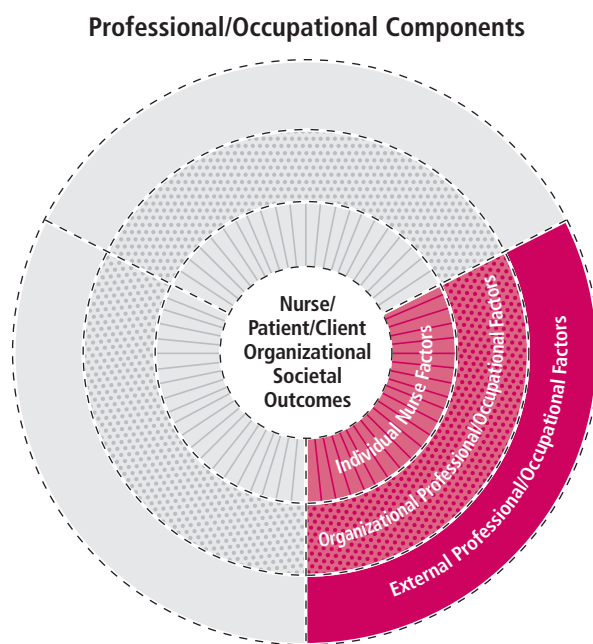 Professional/Occupational Components
Nurse/
Patient/Client
Organizational
Societal
Outcomes
Individual Nurse Factors
Organizational Professional/Occupational Factors
External Professional/Occupational Factors